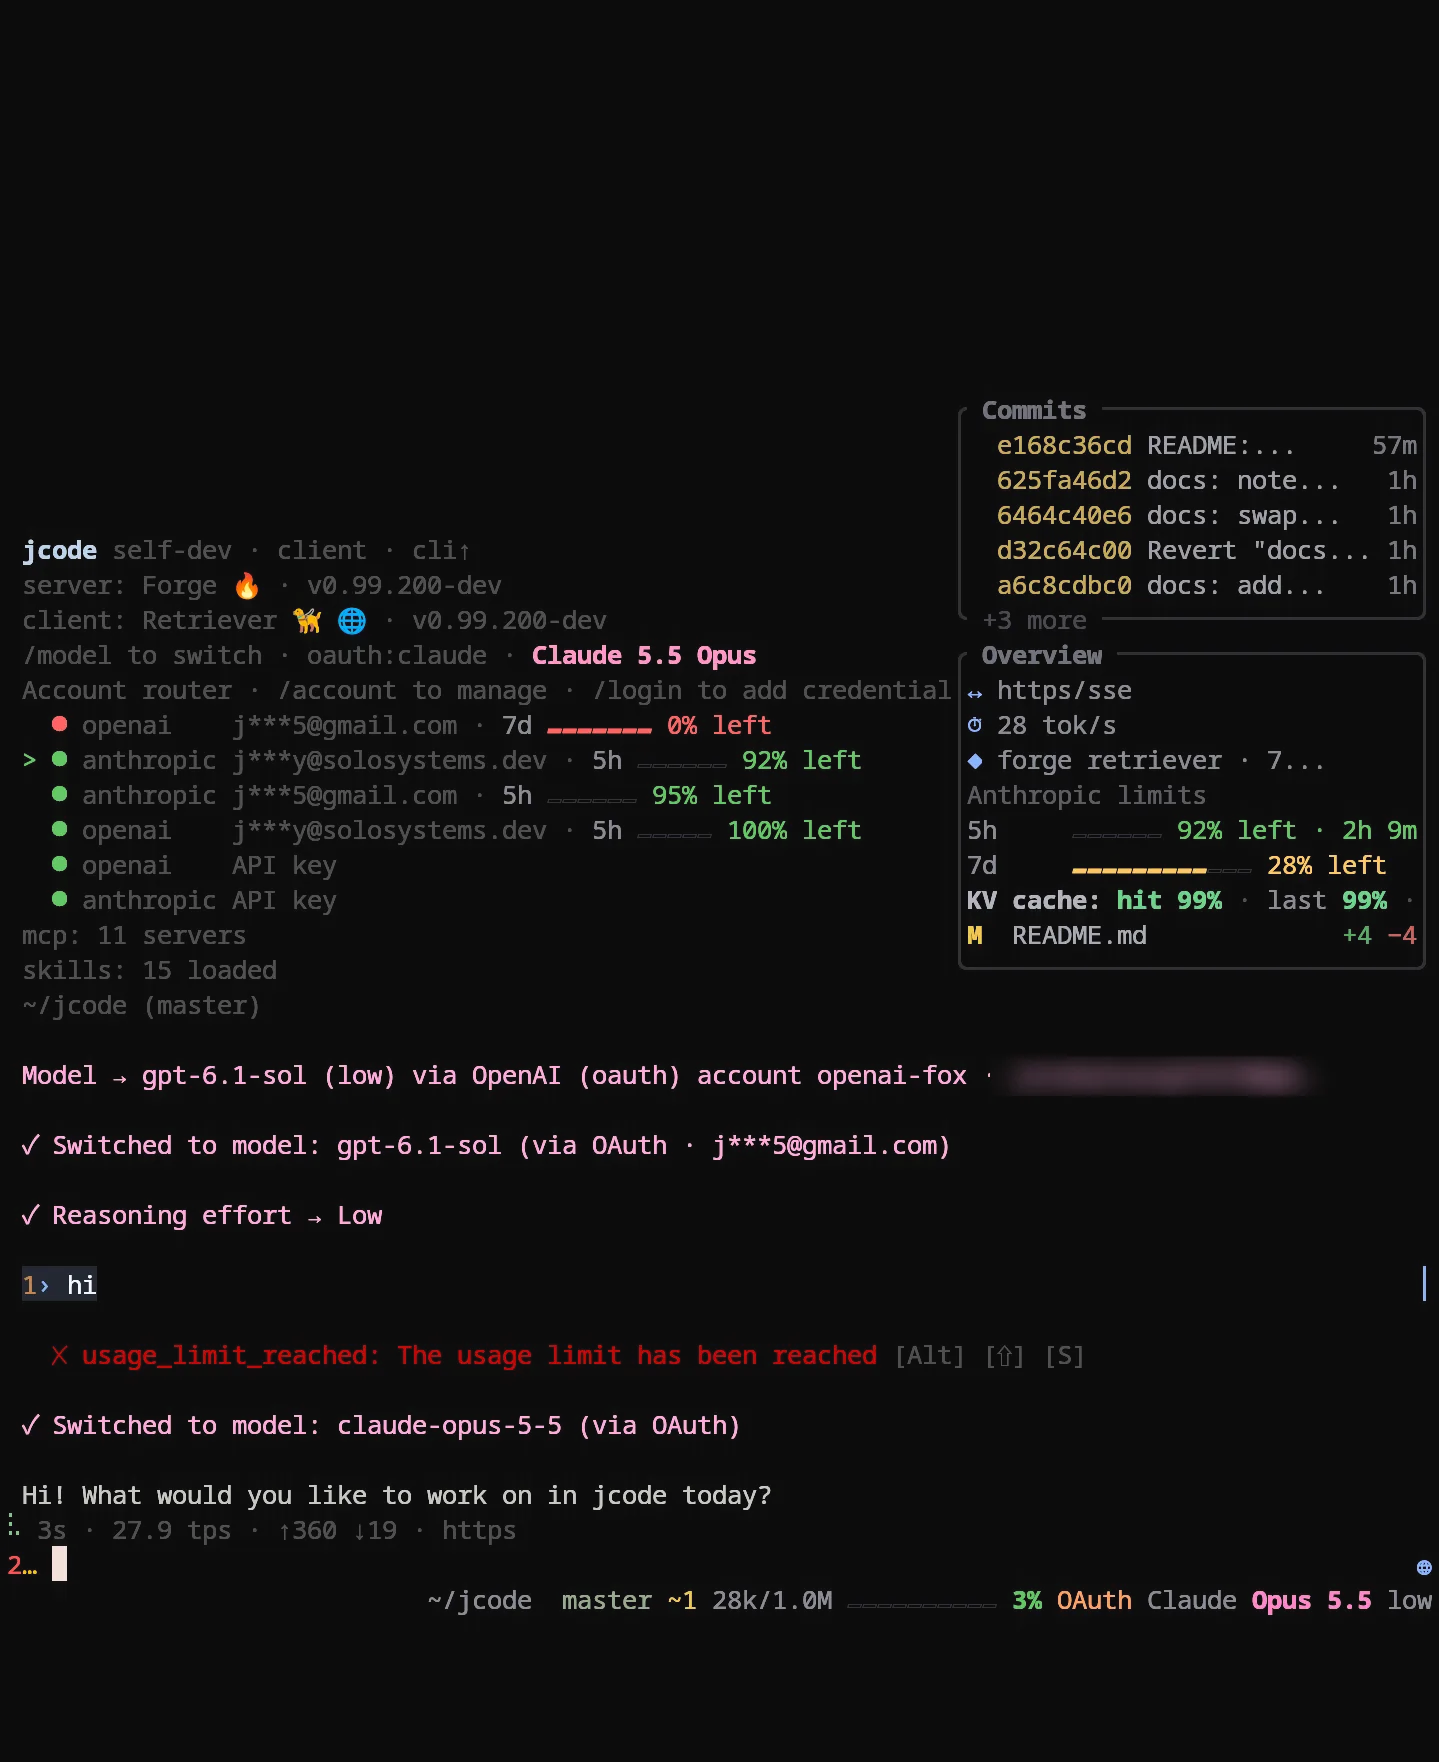 Commits
e168c36cd README:... 57m
625fa46d2 docs: note... 1h
6464c40e6 docs: swap... 1h
d32c64c00 Revert "docs... 1h
a6c8cdbc0 docs: add... 1h
+3 more
jcode self-dev · client · cli↑
server: Forge 🔥 · v0.99.200-dev
client: Retriever 🦮 🌐 · v0.99.200-dev
/model to switch · oauth:claude · Claude 5.5 Opus
Account router · /account to manage · /login to add credential
● openai j***5@gmail.com · 7d 0% left
> ● anthropic j***y@solosystems.dev · 5h 92% left
● anthropic j***5@gmail.com · 5h 95% left
● openai j***y@solosystems.dev · 5h 100% left
● openai API key
● anthropic API key
mcp: 11 servers
skills: 15 loaded
~/jcode (master)
Overview
↔ https/sse
⏱ 28 tok/s
◆ forge retriever · 7...
Anthropic limits
5h 92% left · 2h 9m
7d 28% left
KV cache: hit 99% · last 99% ·
M README.md +4 −4
Model → gpt-6.1-sol (low) via OpenAI (oauth) account openai-fox ·
✓ Switched to model: gpt-6.1-sol (via OAuth · j***5@gmail.com)
✓ Reasoning effort → Low
1› hi
✗ usage_limit_reached: The usage limit has been reached [Alt] [⇧] [S]
✓ Switched to model: claude-opus-5-5 (via OAuth)
Hi! What would you like to work on in jcode today?
3s · 27.9 tps · ↑360 ↓19 · https
2…
~/jcode master ~1 28k/1.0M 3% OAuth Claude Opus 5.5 low